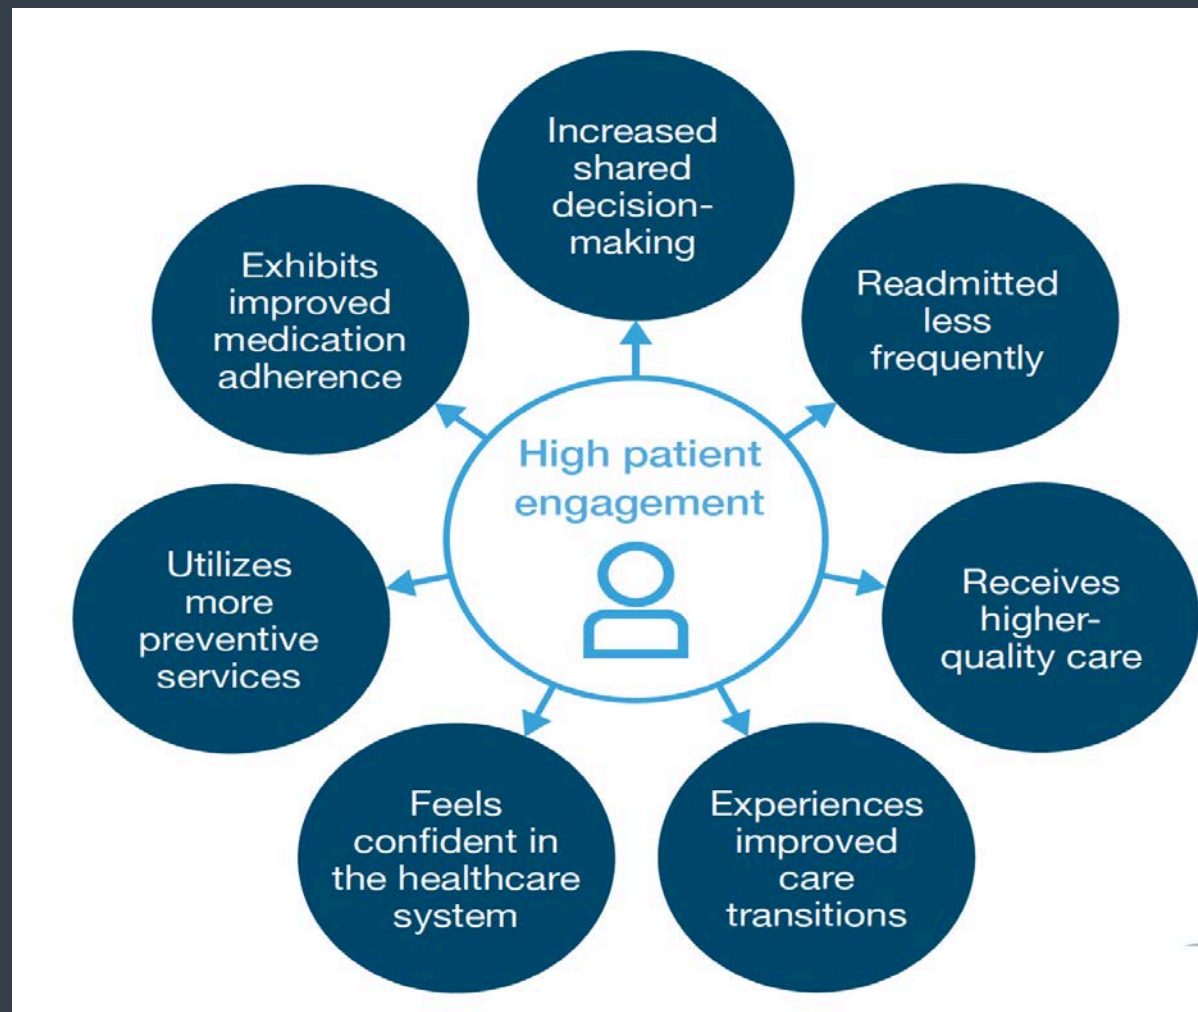 High patient
engagement
Increased
shared
decision-
making
Readmitted
less
frequently
Receives
higher-
quality care
Experiences
improved
care
transitions
Feels
confident in
the healthcare
system
Utilizes
more
preventive
services
Exhibits
improved
medication
adherence